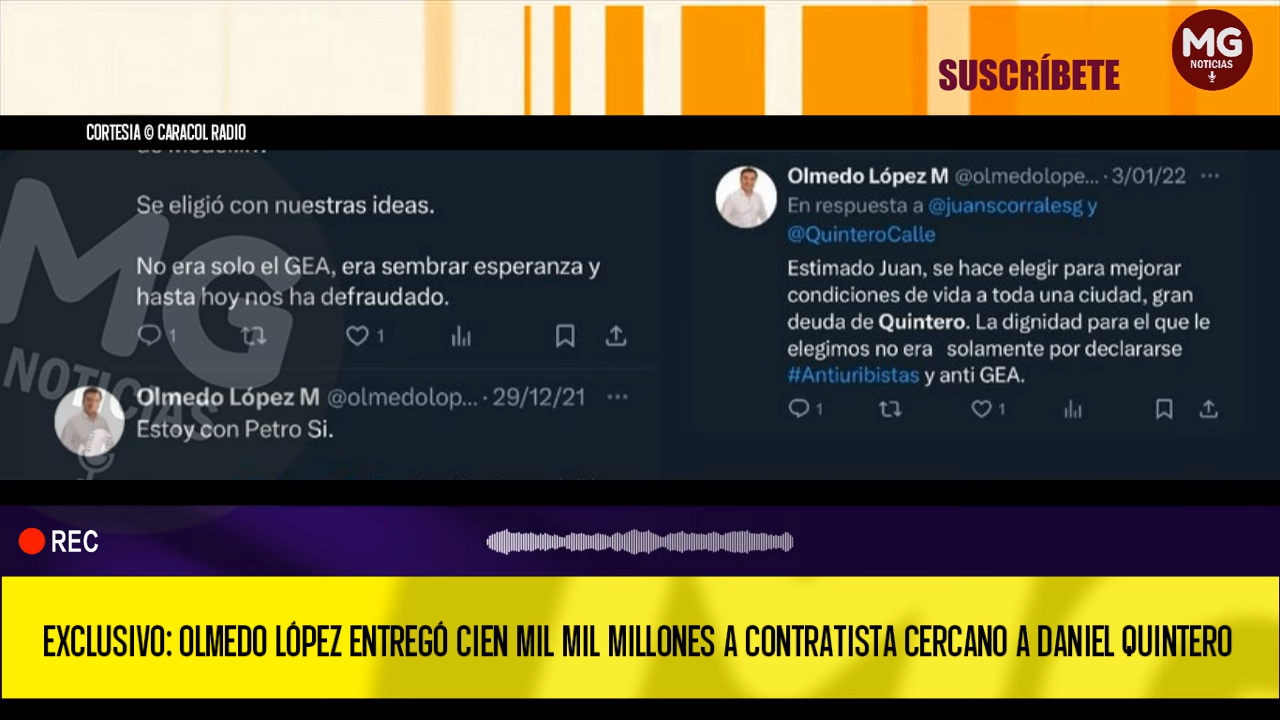 SUSCRÍBETE
MG
NOTICIAS
CORTESIA © CARACOL RADIO
de Medellín.
Se eligió con nuestras ideas.
No era solo el GEA, era sembrar esperanza y
hasta hoy nos ha defraudado.
1
1
Olmedo López M @olmedolop... · 29/12/21 ...
Estoy con Petro Si.
Olmedo López M @olmedolope... · 3/01/22 ...
En respuesta a @juanscorralesg y
@QuinteroCalle
Estimado Juan, se hace elegir para mejorar
condiciones de vida a toda una ciudad, gran
deuda de Quintero. La dignidad para el que le
elegimos no era solamente por declararse
#Antiuribistas y anti GEA.
1
1
MG
NOTICIAS
REC
EXCLUSIVO: OLMEDO LÓPEZ ENTREGÓ CIEN MIL MIL MILLONES A CONTRATISTA CERCANO A DANIEL QUINTERO